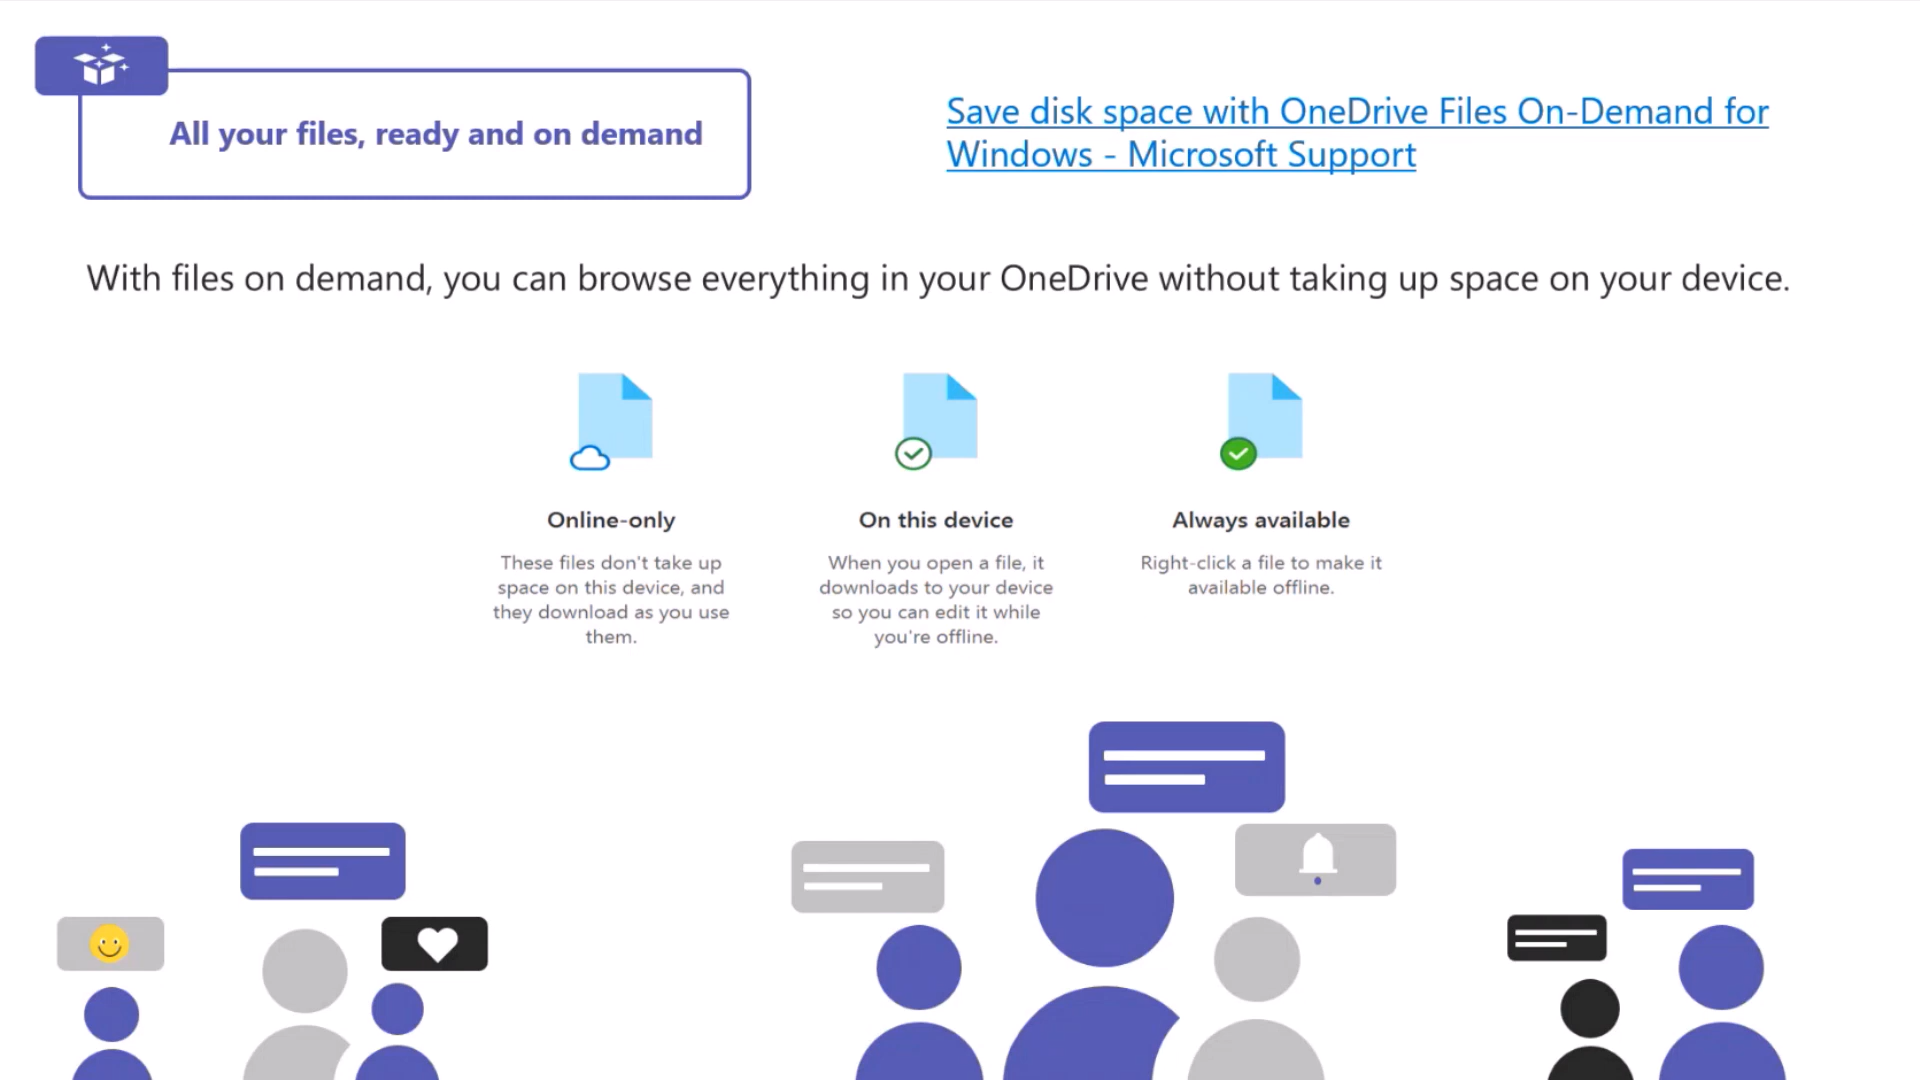 All your files, ready and on demand
Save disk space with OneDrive Files On-Demand for
Windows - Microsoft Support
With files on demand, you can browse everything in your OneDrive without taking up space on your device.
Online-only
These files don't take up
space on this device, and
they download as you use
them.
On this device
When you open a file, it
downloads to your device
so you can edit it while
you're offline.
Always available
Right-click a file to make it
available offline.